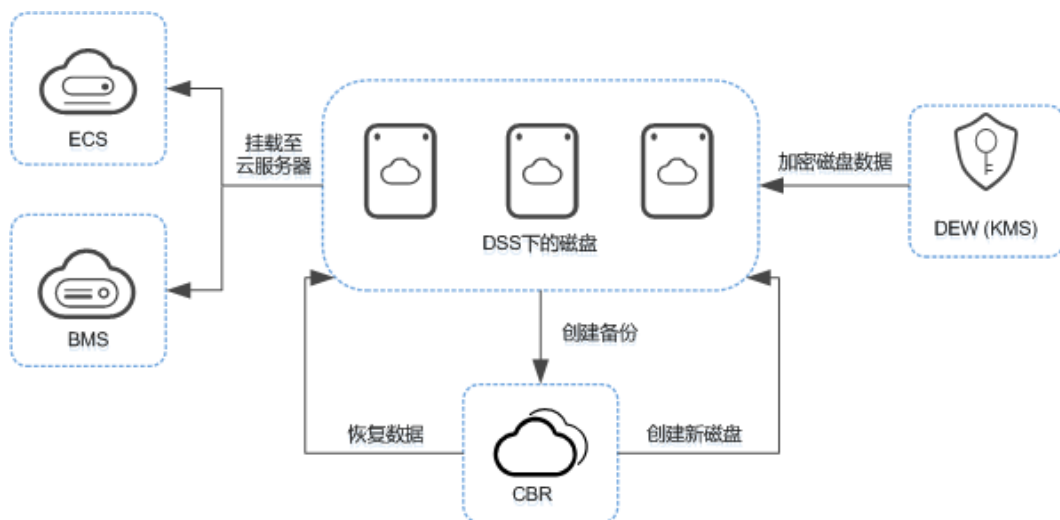 ECS
挂载至
云服务器
BMS
DSS下的磁盘
加密磁盘数据
DEW (KMS)
创建备份
恢复数据
创建新磁盘
CBR